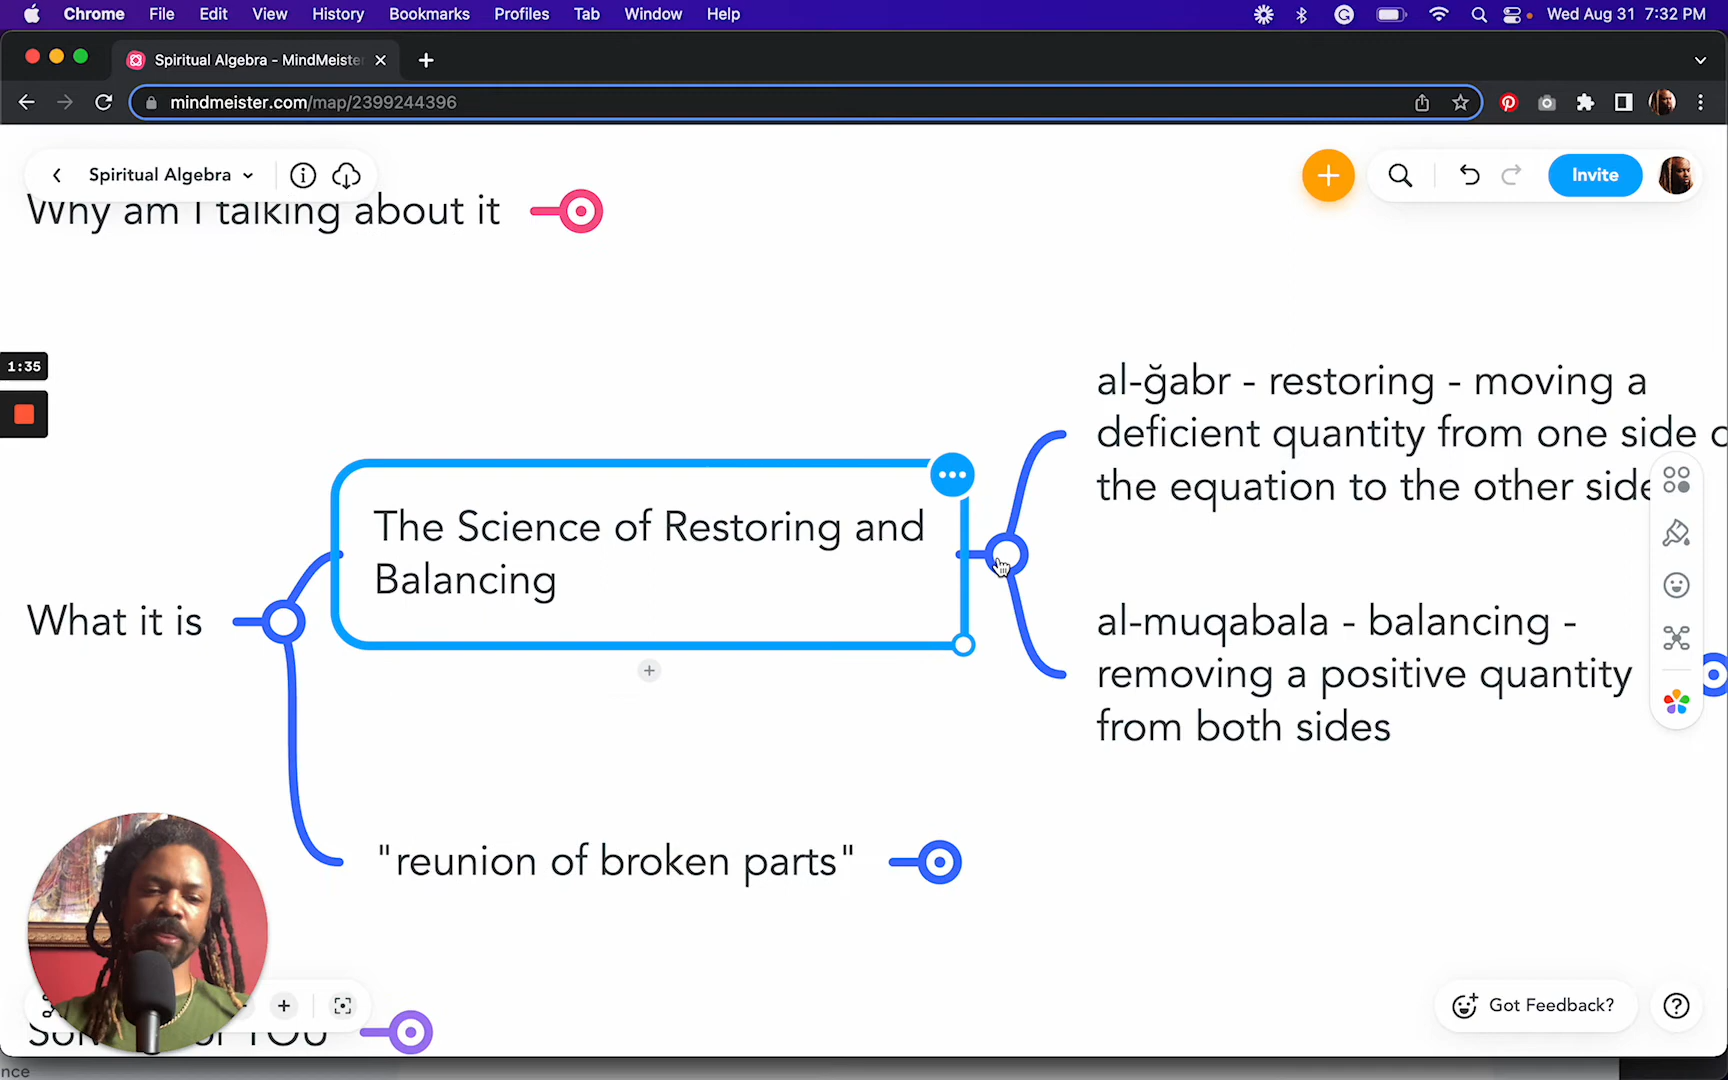 Chrome File Edit View History Bookmarks Profiles Tab Window Help Wed Aug 31 7:32 PM
Spiritual Algebra - MindMeiste
mindmeister.com/map/2399244396
Spiritual Algebra
Invite
Why am I talking about it
1:35
al-ğabr - restoring - moving a
deficient quantity from one side
the equation to the other side
The Science of Restoring and
Balancing
What it is
al-muqabala - balancing -
removing a positive quantity
from both sides
"reunion of broken parts"
Got Feedback?
YOU
nce